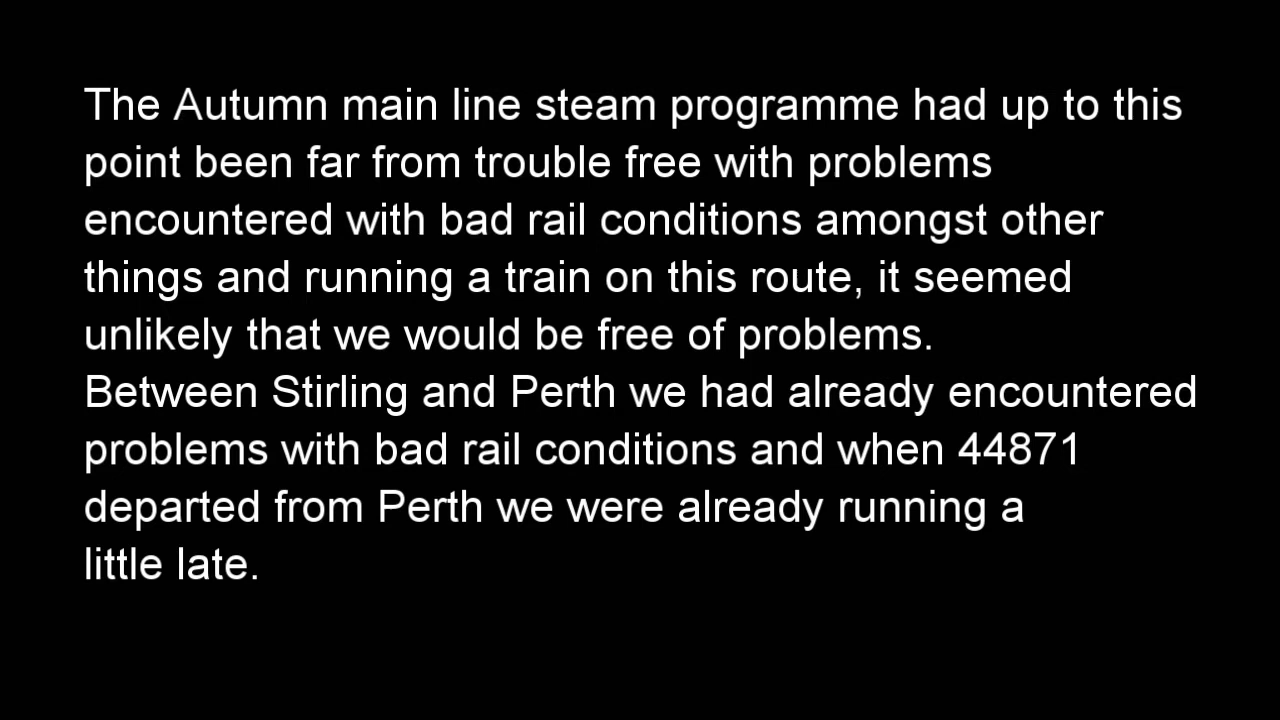 The Autumn main line steam programme had up to this
point been far from trouble free with problems
encountered with bad rail conditions amongst other
things and running a train on this route, it seemed
unlikely that we would be free of problems.
Between Stirling and Perth we had already encountered
problems with bad rail conditions and when 44871
departed from Perth we were already running a
little late.